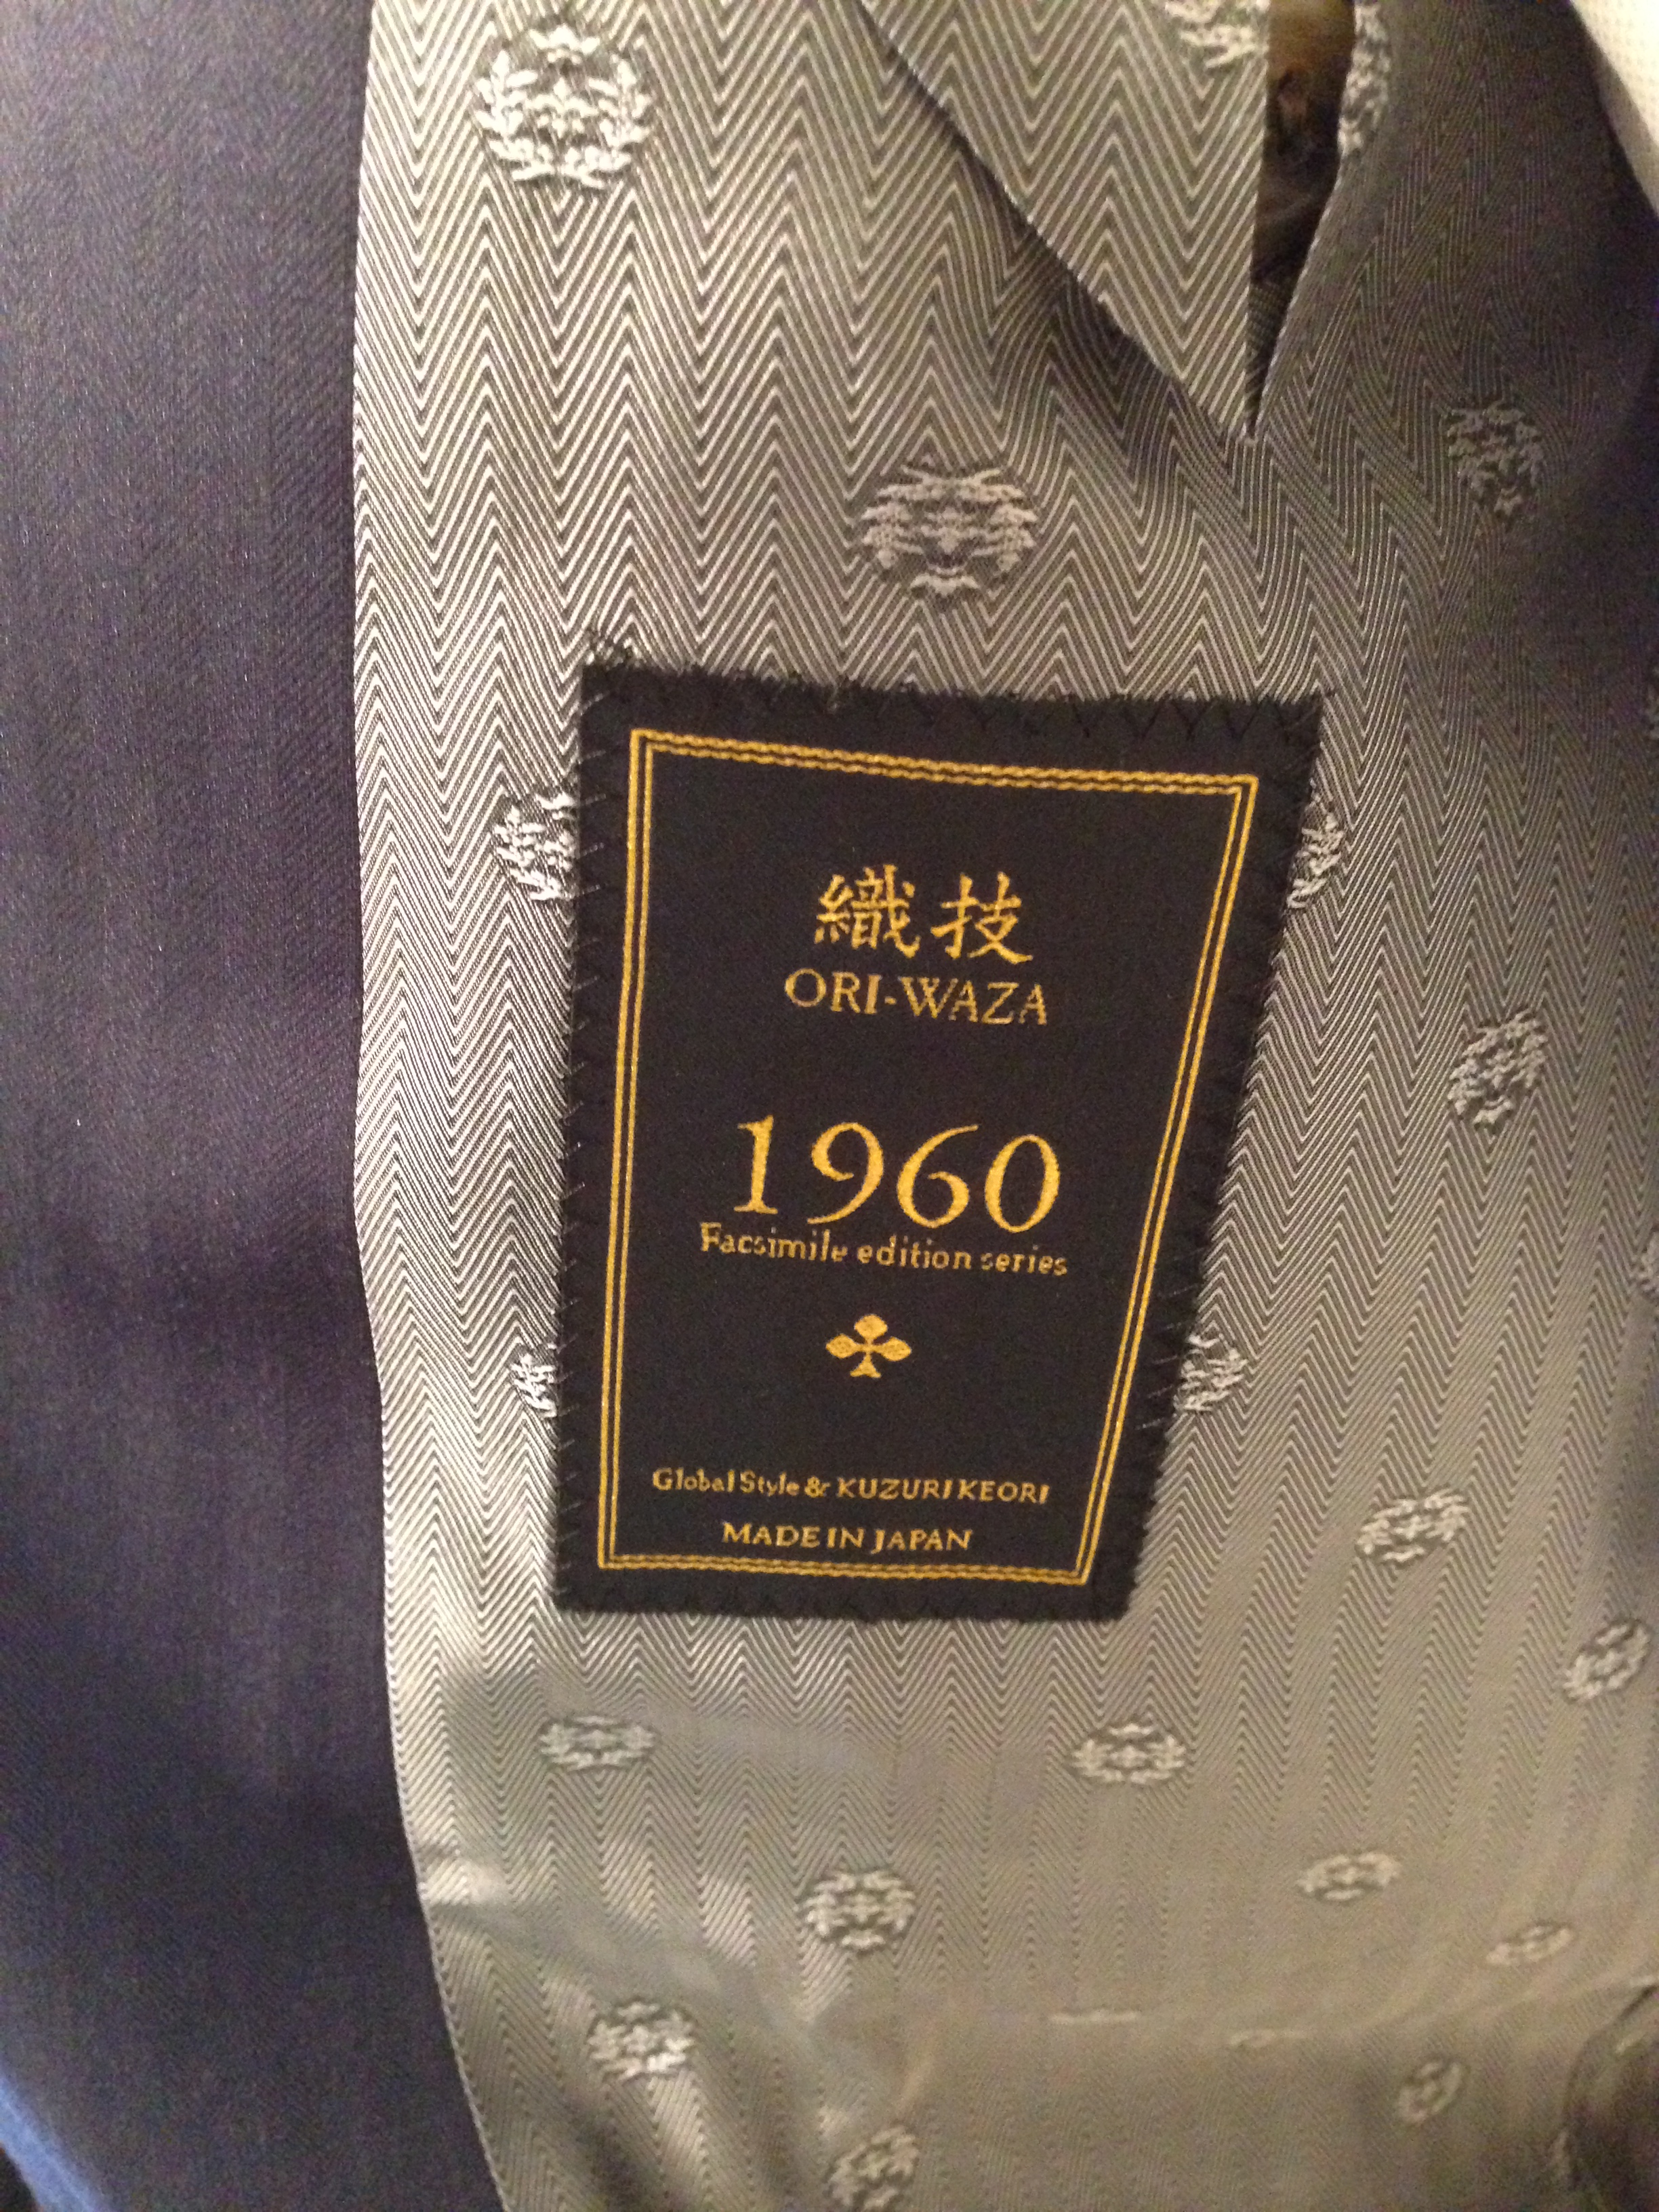 織技
ORI-WAZA
1960
Facsimile edition series
Global Style & KUZURI KEORI
MADE IN JAPAN